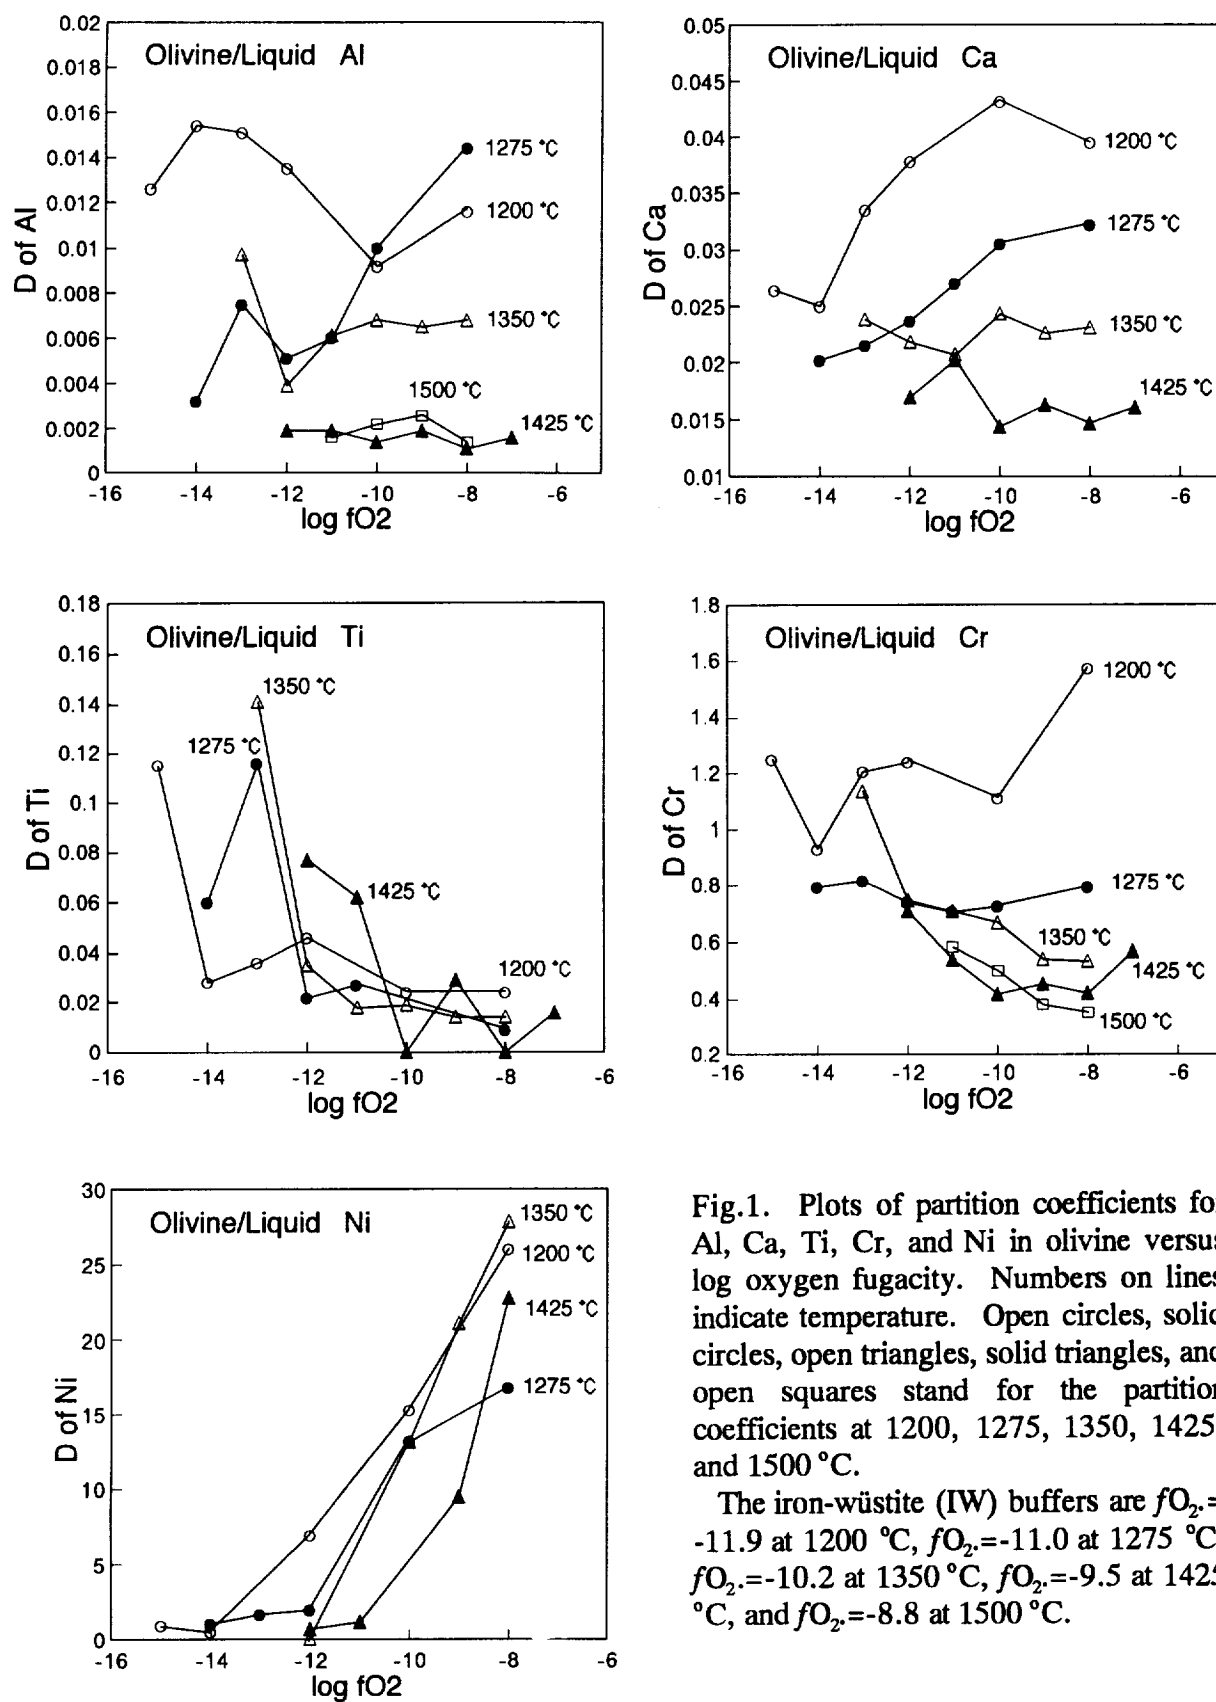 0.02
0.018
0.016
0.014
0.012
0.01
0.008
0.006
0.004
0.002
0
D of Al
Olivine/Liquid Al
1275 °C
1200 °C
1350 °C
1500 °C
1425 °C
-16
-14
-12
-10
-8
-6
log fO2
0.05
0.045
0.04
0.035
0.03
0.025
0.02
0.015
0.01
D of Ca
Olivine/Liquid Ca
1200 °C
1275 °C
1350 °C
1425 °C
-16
-14
-12
-10
-8
-6
log fO2
0.18
0.16
0.14
0.12
0.1
0.08
0.06
0.04
0.02
0
D of Ti
Olivine/Liquid Ti
1350 °C
1275 °C
1425 °C
1200 °C
-16
-14
-12
-10
-8
-6
log fO2
1.8
1.6
1.4
1.2
1
0.8
0.6
0.4
0.2
D of Cr
Olivine/Liquid Cr
1200 °C
1275 °C
1350 °C
1425 °C
1500 °C
-16
-14
-12
-10
-8
-6
log fO2
30
25
20
15
10
5
0
D of Ni
Olivine/Liquid Ni
1350 °C
1200 °C
1425 °C
1275 °C
-16
-14
-12
-10
-8
-6
log fO2
Fig.1. Plots of partition coefficients fo
Al, Ca, Ti, Cr, and Ni in olivine versus
log oxygen fugacity. Numbers on lines
indicate temperature. Open circles, solid
circles, open triangles, solid triangles, and
open squares stand for the partition
coefficients at 1200, 1275, 1350, 1425
and 1500 °C.
The iron-wüstite (IW) buffers are fO₂.=
-11.9 at 1200 °C, fO₂.=-11.0 at 1275 °C
fO₂.=-10.2 at 1350 °C, fO₂.=-9.5 at 1425
°C, and fO₂.=-8.8 at 1500 °C.